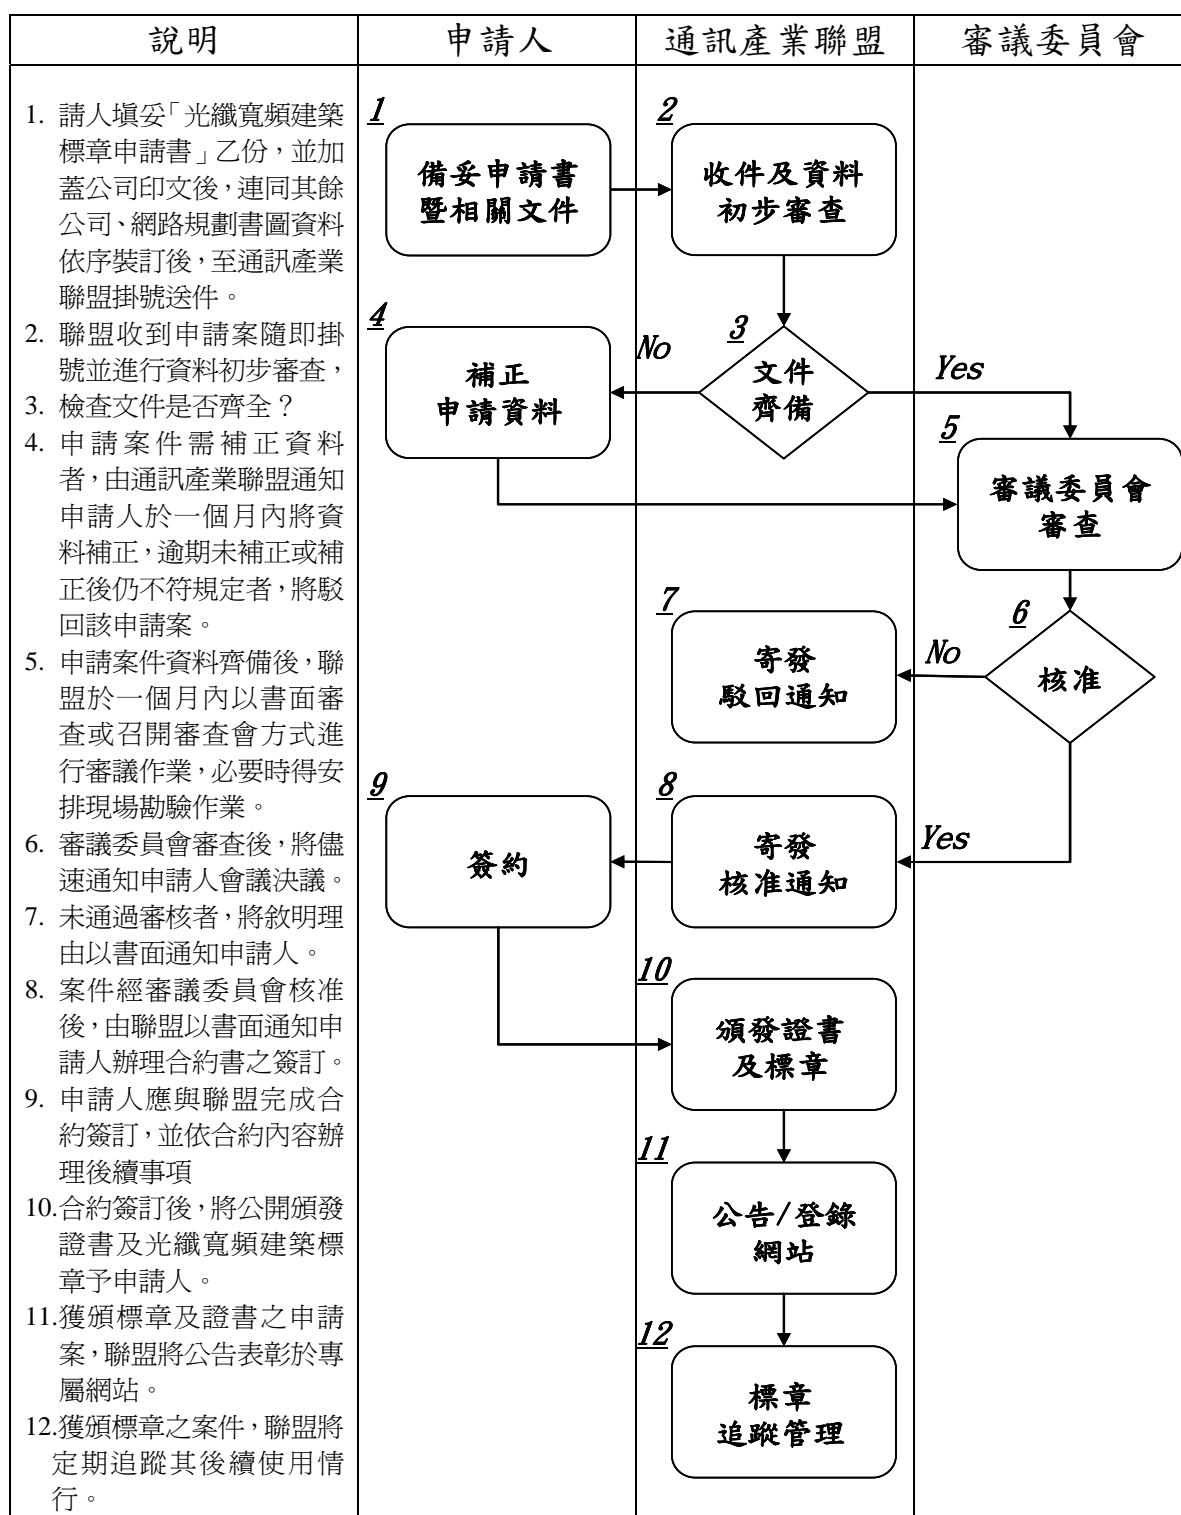 說明
申請人
通訊產業聯盟
審議委員會
1. 請人填妥「光纖寬頻建築
標章申請書」乙份，並加
蓋公司印文後，連同其餘
公司、網路規劃書圖資料
依序裝訂後，至通訊產業
聯盟掛號送件。
2. 聯盟收到申請案隨即掛
號並進行資料初步審查，
3. 檢查文件是否齊全？
4. 申請案件需補正資料
者，由通訊產業聯盟通知
申請人於一個月內將資
料補正，逾期未補正或補
正後仍不符規定者，將駁
回該申請案。
5. 申請案件資料齊備後，聯
盟於一個月內以書面審
查或召開審查會方式進
行審議作業，必要時得安
排現場勘驗作業。
6. 審議委員會審查後，將儘
速通知申請人會議決議。
7. 未通過審核者，將敘明理
由以書面通知申請人。
8. 案件經審議委員會核准
後，由聯盟以書面通知申
請人辦理合約書之簽訂。
9. 申請人應與聯盟完成合
約簽訂，並依合約內容辦
理後續事項
10.合約簽訂後，將公開頒發
證書及光纖寬頻建築標
章予申請人。
11.獲頒標章及證書之申請
案，聯盟將公告表彰於專
屬網站。
12.獲頒標章之案件，聯盟將
定期追蹤其後續使用情
行。
1
備妥申請書
暨相關文件
2
收件及資料
初步審查
3
文件
齊備
No
Yes
4
補正
申請資料
5
審議委員會
審查
6
核准
No
Yes
7
寄發
駁回通知
8
寄發
核准通知
9
簽約
10
頒發證書
及標章
11
公告/登錄
網站
12
標章
追蹤管理